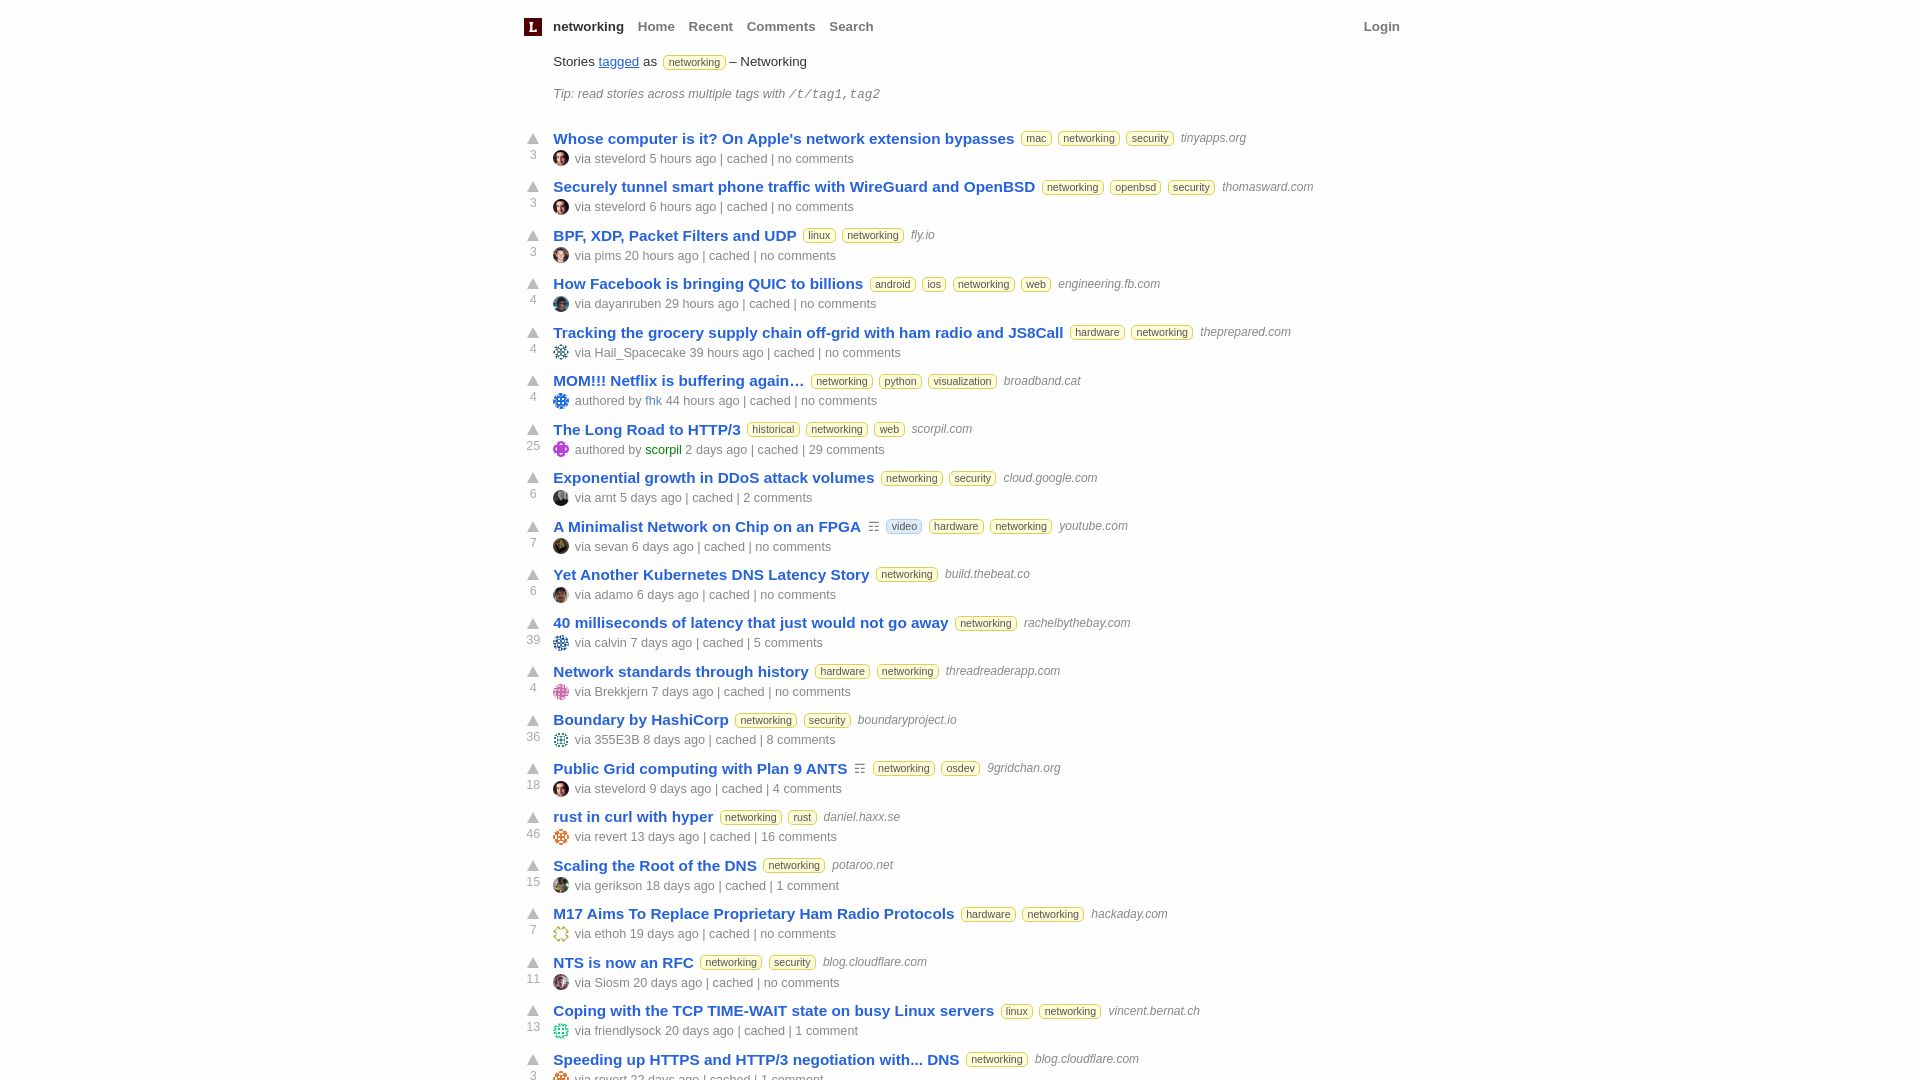 L networking Home Recent Comments Search Login
Stories tagged as networking – Networking
Tip: read stories across multiple tags with /t/tag1,tag2
Whose computer is it? On Apple's network extension bypasses mac networking security tinyapps.org
3 via stevelord 5 hours ago | cached | no comments
Securely tunnel smart phone traffic with WireGuard and OpenBSD networking openbsd security thomasward.com
3 via stevelord 6 hours ago | cached | no comments
BPF, XDP, Packet Filters and UDP linux networking fly.io
3 via pims 20 hours ago | cached | no comments
How Facebook is bringing QUIC to billions android ios networking web engineering.fb.com
4 via dayanruben 29 hours ago | cached | no comments
Tracking the grocery supply chain off-grid with ham radio and JS8Call hardware networking theprepared.com
4 via Hail_Spacecake 39 hours ago | cached | no comments
MOM!!! Netflix is buffering again… networking python visualization broadband.cat
4 authored by fhk 44 hours ago | cached | no comments
The Long Road to HTTP/3 historical networking web scorpil.com
25 authored by scorpil 2 days ago | cached | 29 comments
Exponential growth in DDoS attack volumes networking security cloud.google.com
6 via arnt 5 days ago | cached | 2 comments
A Minimalist Network on Chip on an FPGA ☶ video hardware networking youtube.com
7 via sevan 6 days ago | cached | no comments
Yet Another Kubernetes DNS Latency Story networking build.thebeat.co
6 via adamo 6 days ago | cached | no comments
40 milliseconds of latency that just would not go away networking rachelbythebay.com
39 via calvin 7 days ago | cached | 5 comments
Network standards through history hardware networking threadreaderapp.com
4 via Brekkjern 7 days ago | cached | no comments
Boundary by HashiCorp networking security boundaryproject.io
36 via 355E3B 8 days ago | cached | 8 comments
Public Grid computing with Plan 9 ANTS ☶ networking osdev 9gridchan.org
18 via stevelord 9 days ago | cached | 4 comments
rust in curl with hyper networking rust daniel.haxx.se
46 via revert 13 days ago | cached | 16 comments
Scaling the Root of the DNS networking potaroo.net
15 via gerikson 18 days ago | cached | 1 comment
M17 Aims To Replace Proprietary Ham Radio Protocols hardware networking hackaday.com
7 via ethoh 19 days ago | cached | no comments
NTS is now an RFC networking security blog.cloudflare.com
11 via Siosm 20 days ago | cached | no comments
Coping with the TCP TIME-WAIT state on busy Linux servers linux networking vincent.bernat.ch
13 via friendlysock 20 days ago | cached | 1 comment
Speeding up HTTPS and HTTP/3 negotiation with... DNS networking blog.cloudflare.com
3 via revert 22 days ago | cached | 1 comment